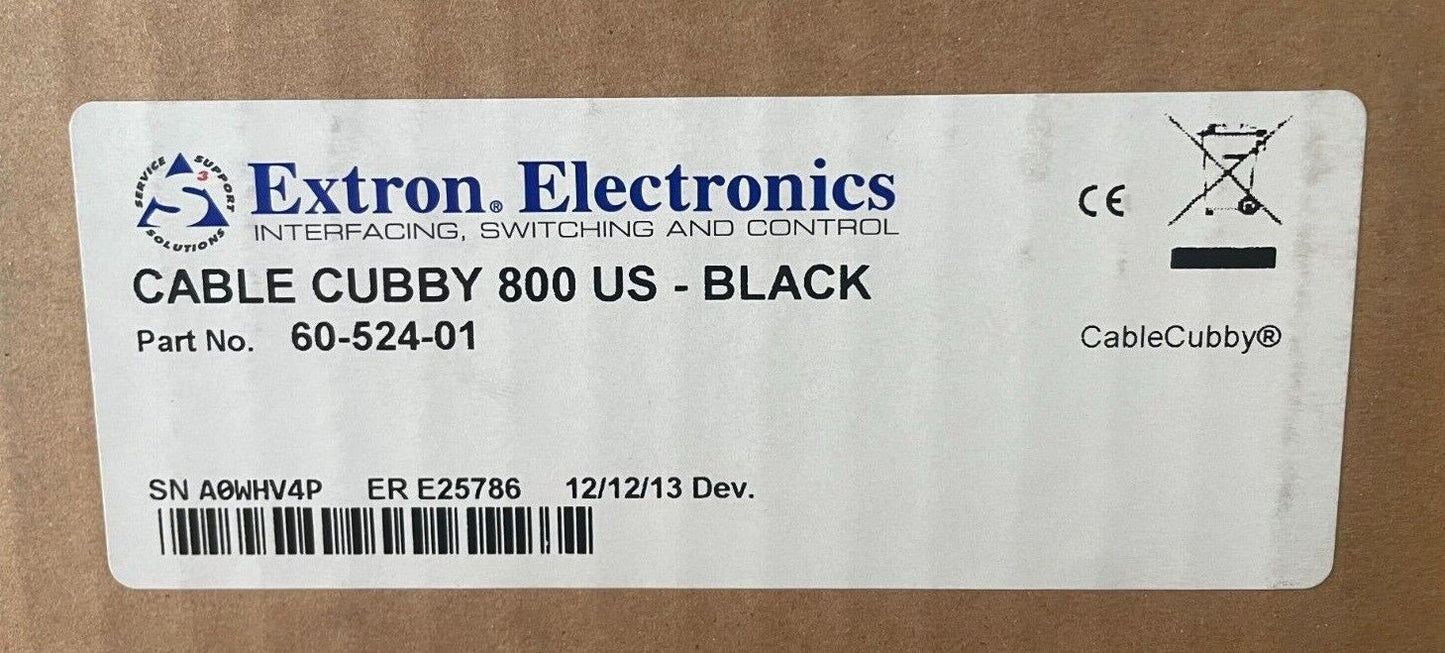 SERVICE SUPPORT SOLUTIONS
S3
Extron® Electronics
INTERFACING, SWITCHING AND CONTROL
CE
CABLE CUBBY 800 US - BLACK
Part No. 60-524-01
CableCubby®
SN A0WHV4P ER E25786 12/12/13 Dev.